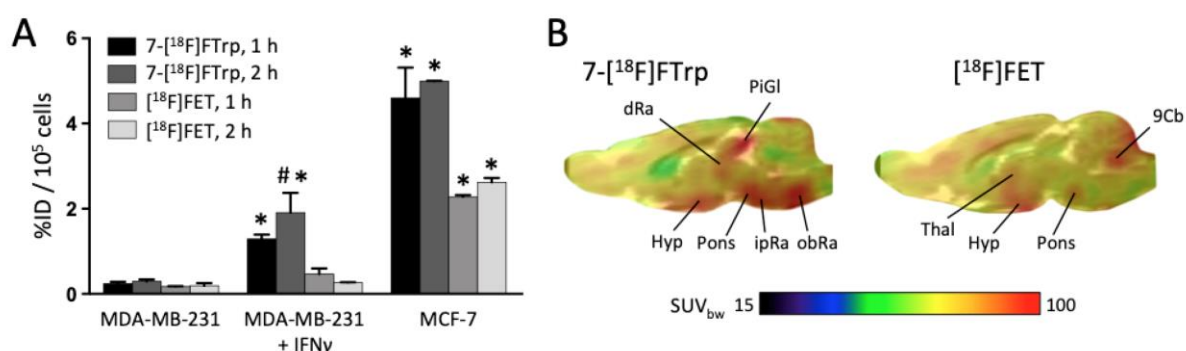 A
%ID / 10⁵ cells
6
4
2
0
7-[¹⁸F]FTrp, 1 h
7-[¹⁸F]FTrp, 2 h
[¹⁸F]FET, 1 h
[¹⁸F]FET, 2 h
* # * * * * *
MDA-MB-231 MDA-MB-231 MCF-7
+ IFNγ
B
7-[¹⁸F]FTrp [¹⁸F]FET
PiGl
dRa
9Cb
Hyp Pons ipRa obRa
Thal
Hyp Pons
SUVbw 15 100